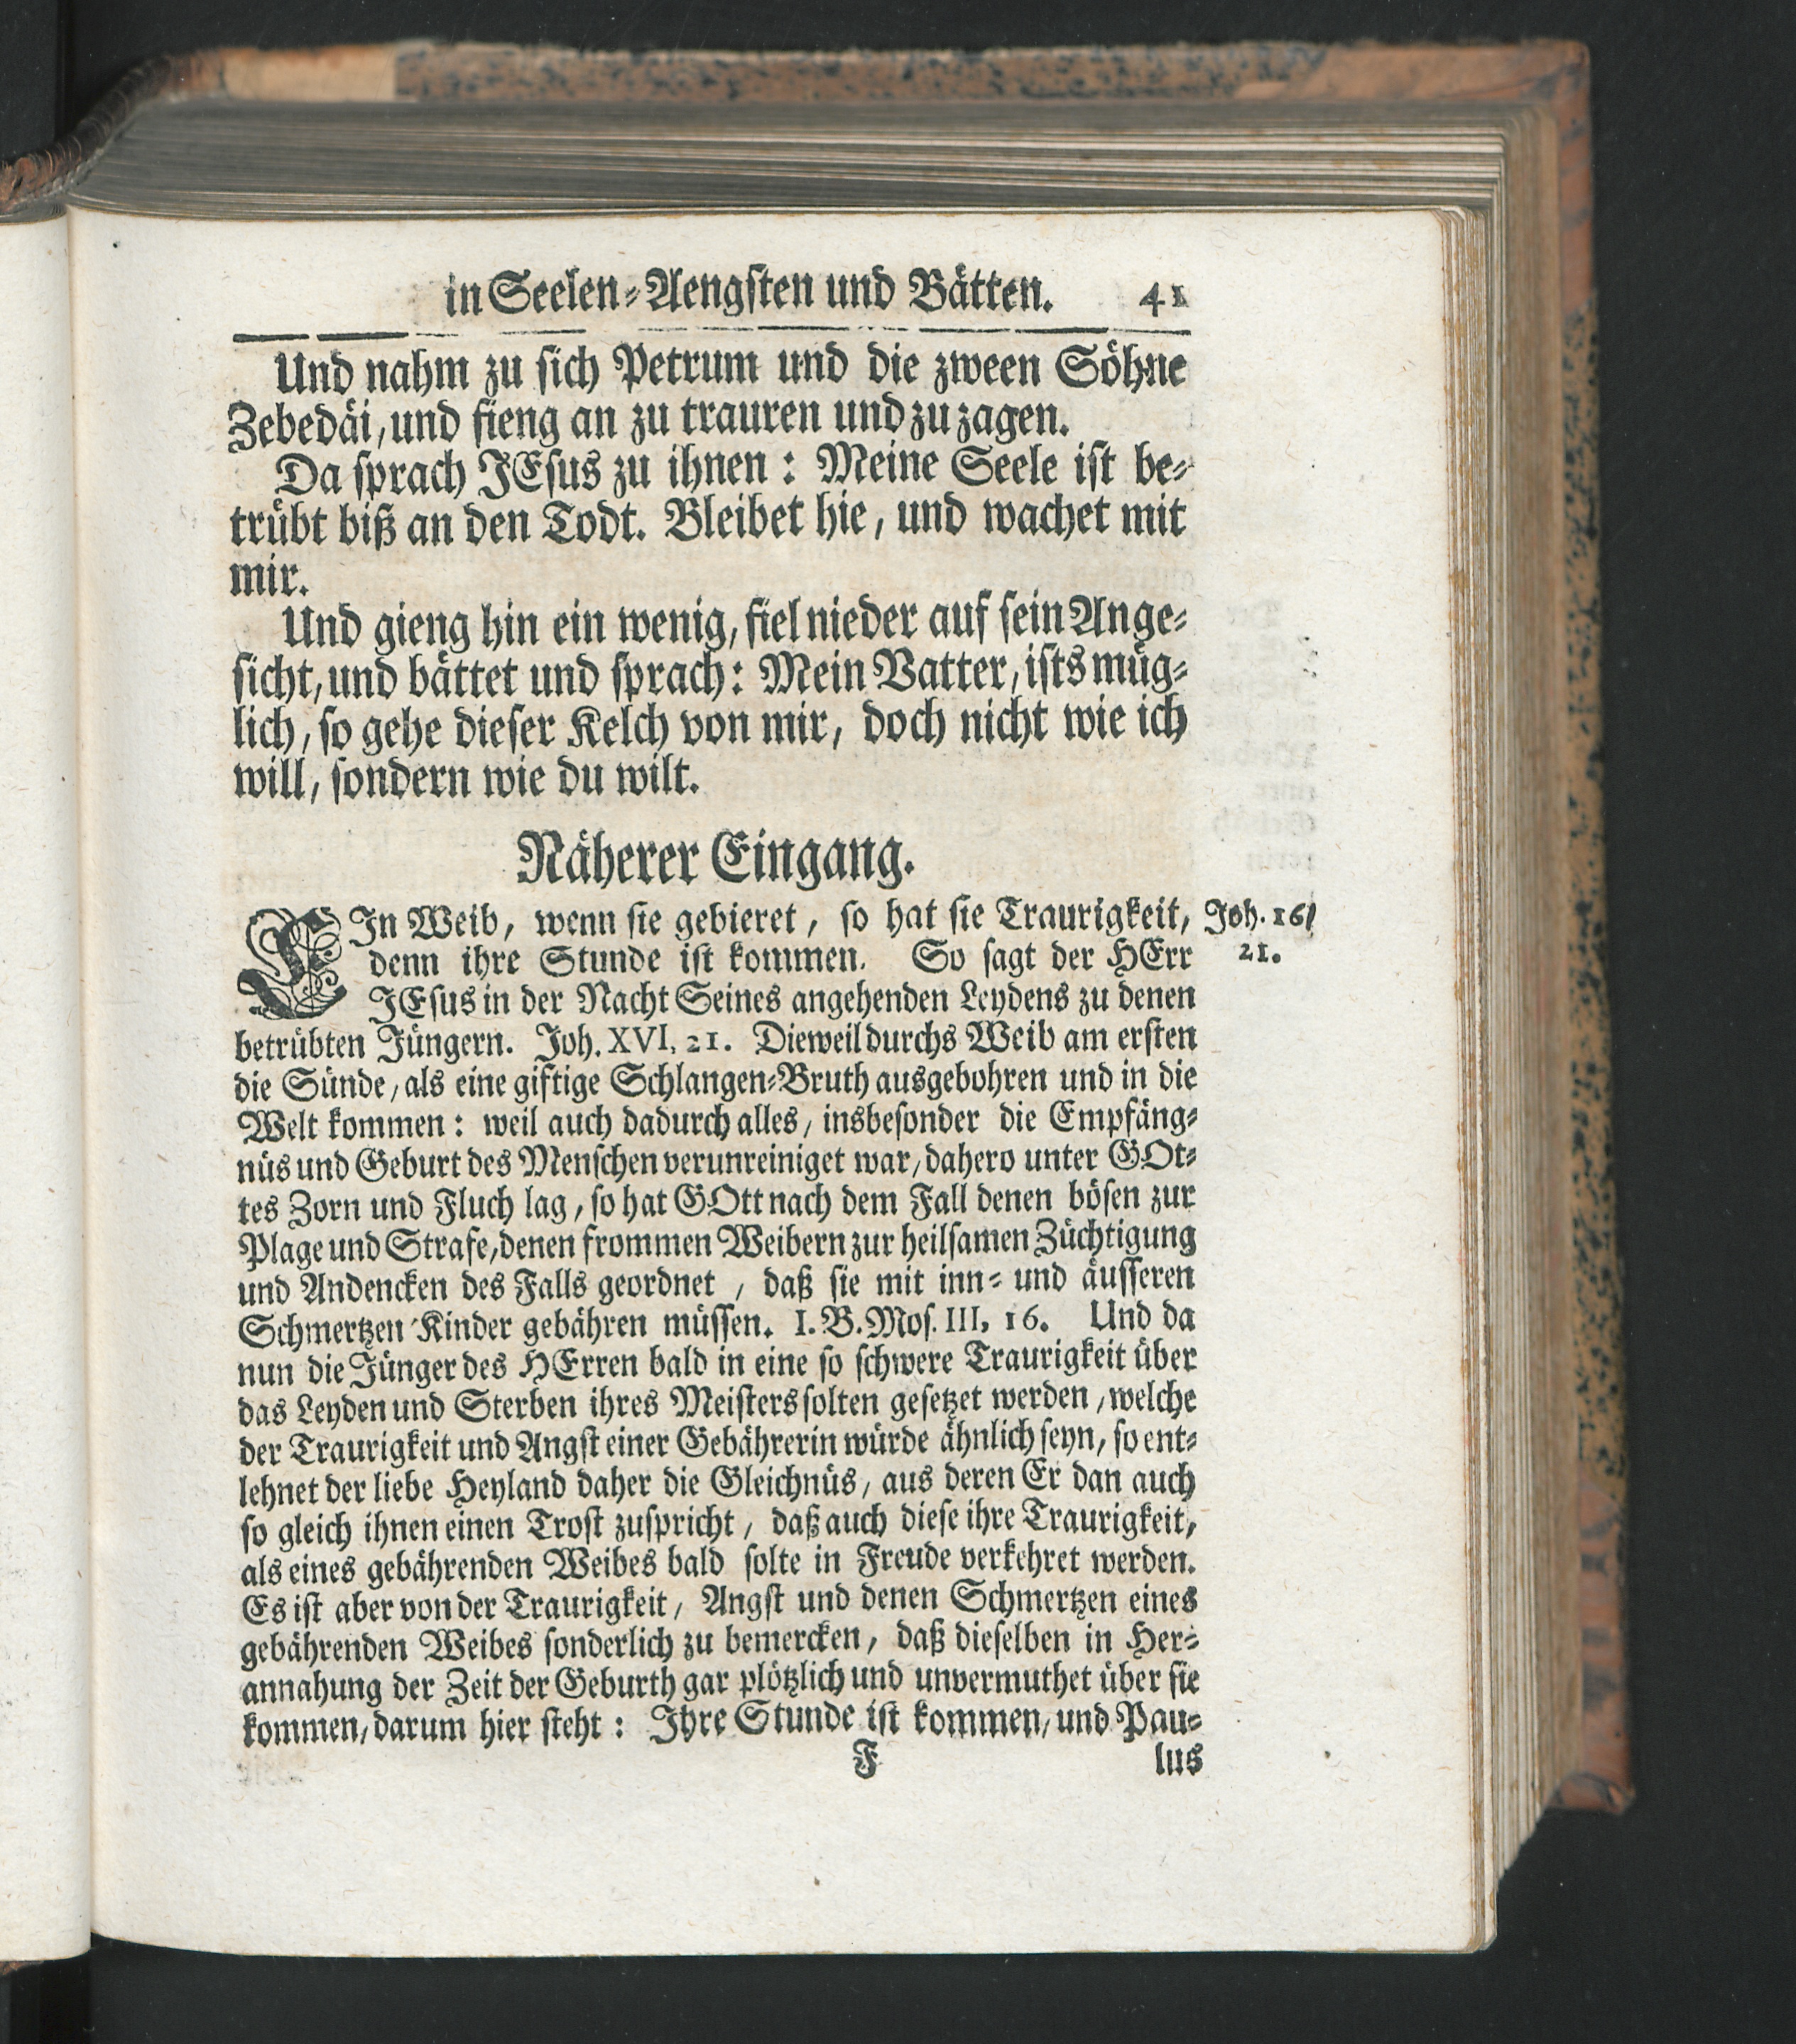 in Seelen-Aengsten und Bätten. 41
Und nahm zu sich Petrum und die zween Söhne
Zebedäi, und fieng an zu trauren und zu zagen.
Da sprach JEsus zu ihnen: Meine Seele ist be-
trübt biß an den Todt. Bleibet hie, und wachet mit
mir.
Und gieng hin ein wenig, fiel nieder auf sein Ange-
sicht, und bättet und sprach: Mein Vatter, ists müg-
lich, so gehe dieser Kelch von mir, doch nicht wie ich
will, sondern wie du wilt.
Näherer Eingang.
EIn Weib, wenn sie gebieret, so hat sie Traurigkeit, Joh. 16/
denn ihre Stunde ist kommen. So sagt der HErr 21.
JEsus in der Nacht Seines angehenden Leydens zu denen
betrübten Jüngern. Joh. XVI, 21. Dieweil durchs Weib am ersten
die Sünde, als eine giftige Schlangen-Bruth ausgebohren und in die
Welt kommen: weil auch dadurch alles, insbesonder die Empfäng-
nüs und Geburt des Menschen verunreiniget war, dahero unter GOt-
tes Zorn und Fluch lag, so hat GOtt nach dem Fall denen bösen zur
Plage und Strafe, denen frommen Weibern zur heilsamen Züchtigung
und Andencken des Falls geordnet, daß sie mit inn- und äusseren
Schmertzen Kinder gebähren müssen. I. B. Mos. III, 16. Und da
nun die Jünger des HErren bald in eine so schwere Traurigkeit über
das Leyden und Sterben ihres Meisters solten gesetzet werden, welche
der Traurigkeit und Angst einer Gebährerin würde ähnlich seyn, so ent-
lehnet der liebe Heyland daher die Gleichnüs, aus deren Er dan auch
so gleich ihnen einen Trost zuspricht, daß auch diese ihre Traurigkeit,
als eines gebährenden Weibes bald solte in Freude verkehret werden.
Es ist aber von der Traurigkeit, Angst und denen Schmertzen eines
gebährenden Weibes sonderlich zu bemercken, daß dieselben in Her-
annahung der Zeit der Geburth gar plötzlich und unvermuthet über sie
kommen, darum hier steht: Ihre Stunde ist kommen, und Pau-
F lus